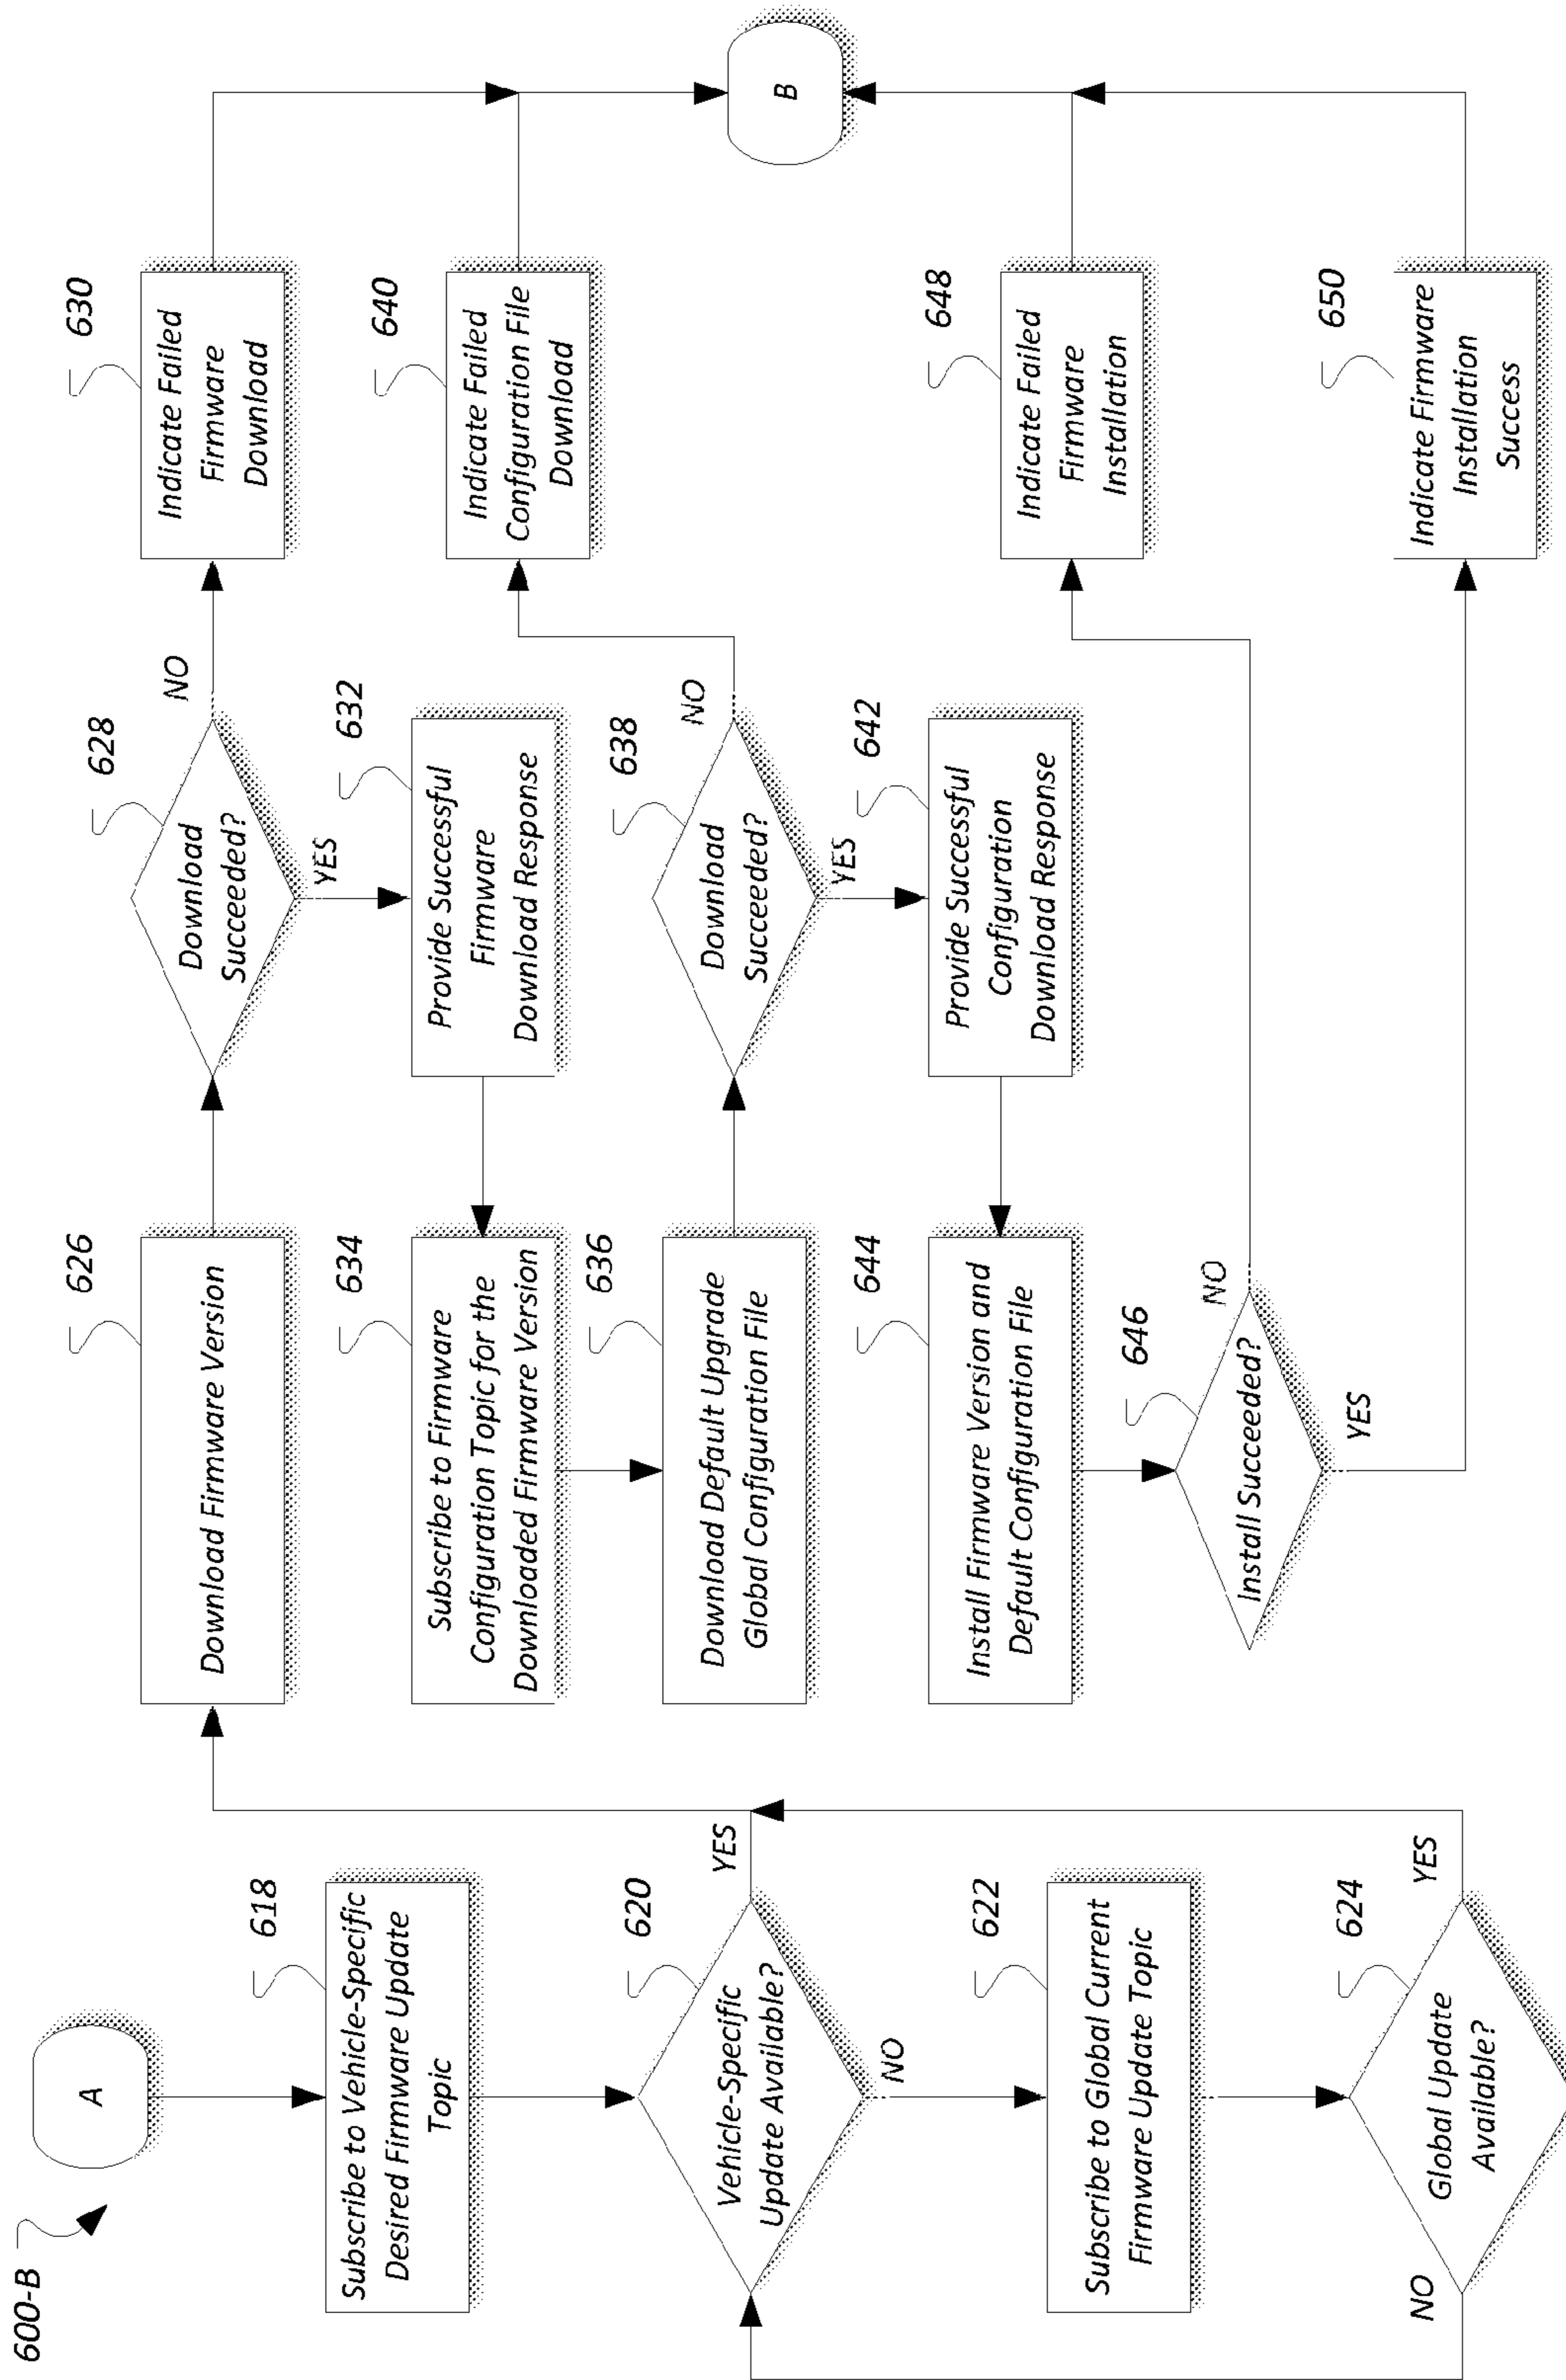 600-B
A
618
Subscribe to Vehicle-Specific
Desired Firmware Update
Topic
620
Vehicle-Specific
Update Available?
YES
NO
622
Subscribe to Global Current
Firmware Update Topic
624
Global Update
Available?
YES
NO
626
Download Firmware Version
628
Download
Succeeded?
NO
YES
630
Indicate Failed
Firmware
Download
632
Provide Successful
Firmware
Download Response
634
Subscribe to Firmware
Configuration Topic for the
Downloaded Firmware Version
636
Download Default Upgrade
Global Configuration File
638
Download
Succeeded?
NO
YES
640
Indicate Failed
Configuration File
Download
642
Provide Successful
Configuration
Download Response
644
Install Firmware Version and
Default Configuration File
646
Install Succeeded?
NO
YES
648
Indicate Failed
Firmware
Installation
650
Indicate Firmware
Installation
Success
B